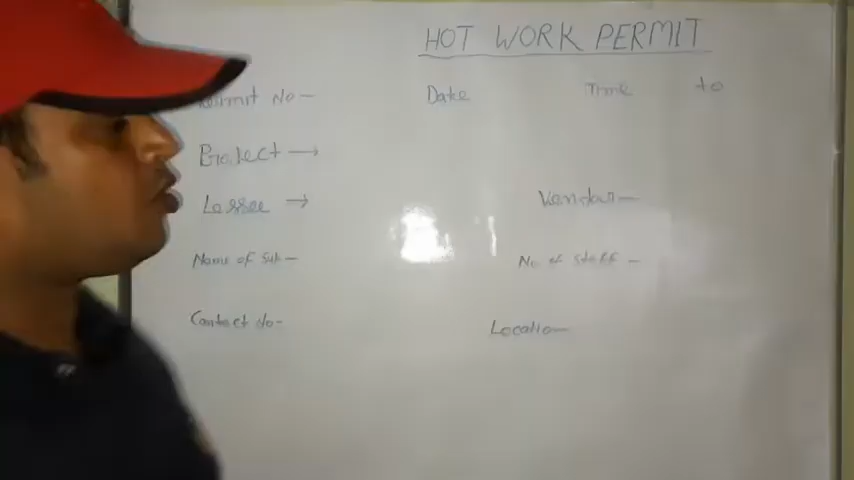 HOT WORK PERMIT
Permit No - Date Time to
Project →
Lessee → Vendor -
Name of Sub - No of staff -
Contact No - Location